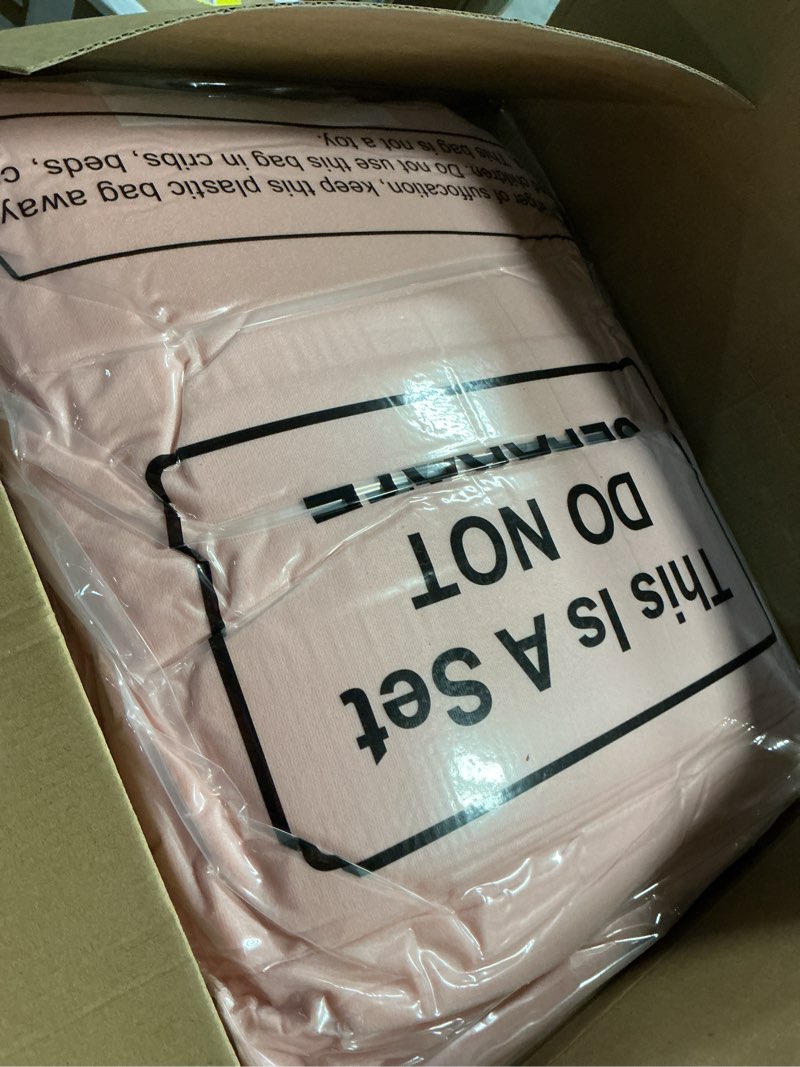 This Is A Set
DO NOT
SEPARATE
of suffocation, keep this plastic bag away
children. Do not use this bag in cribs, beds,
This bag is not a toy.